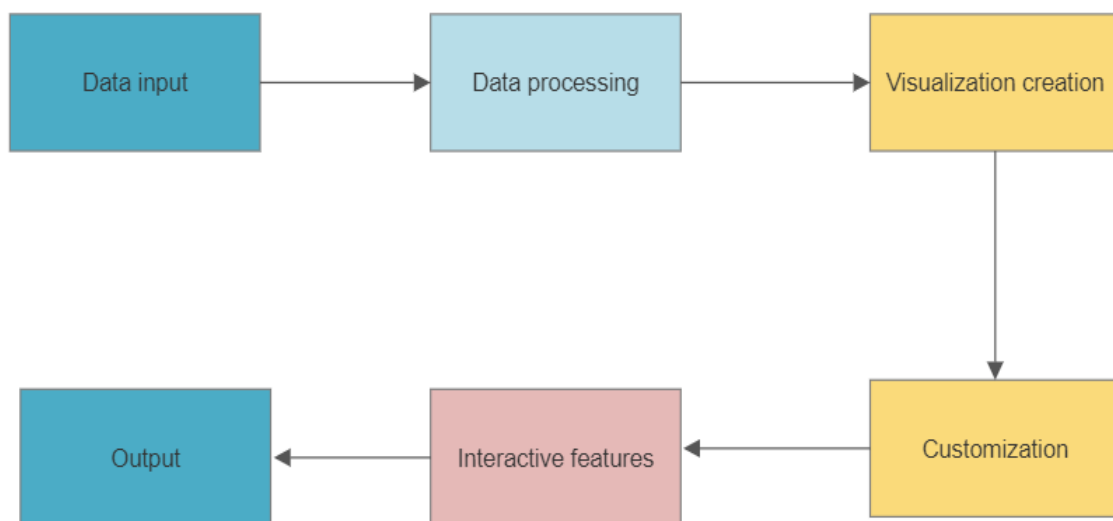 Data input
Data processing
Visualization creation
Customization
Interactive features
Output